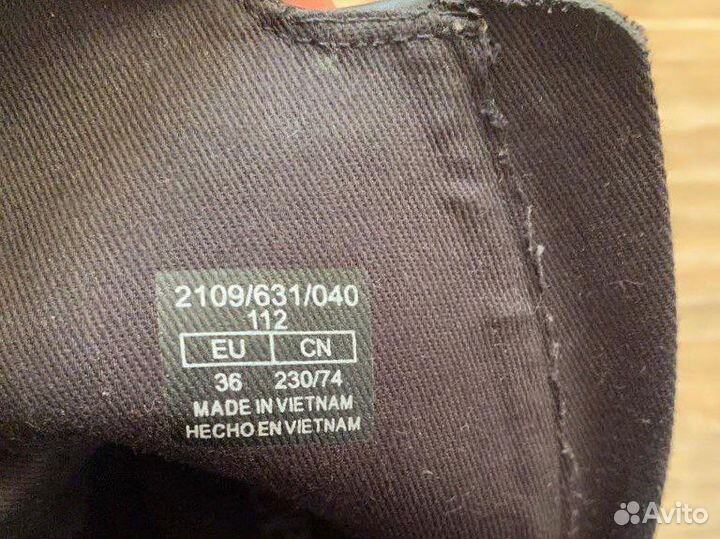 2109/631/040
112
EU CN
36 230/74
MADE IN VIETNAM
HECHO EN VIETNAM
Avito